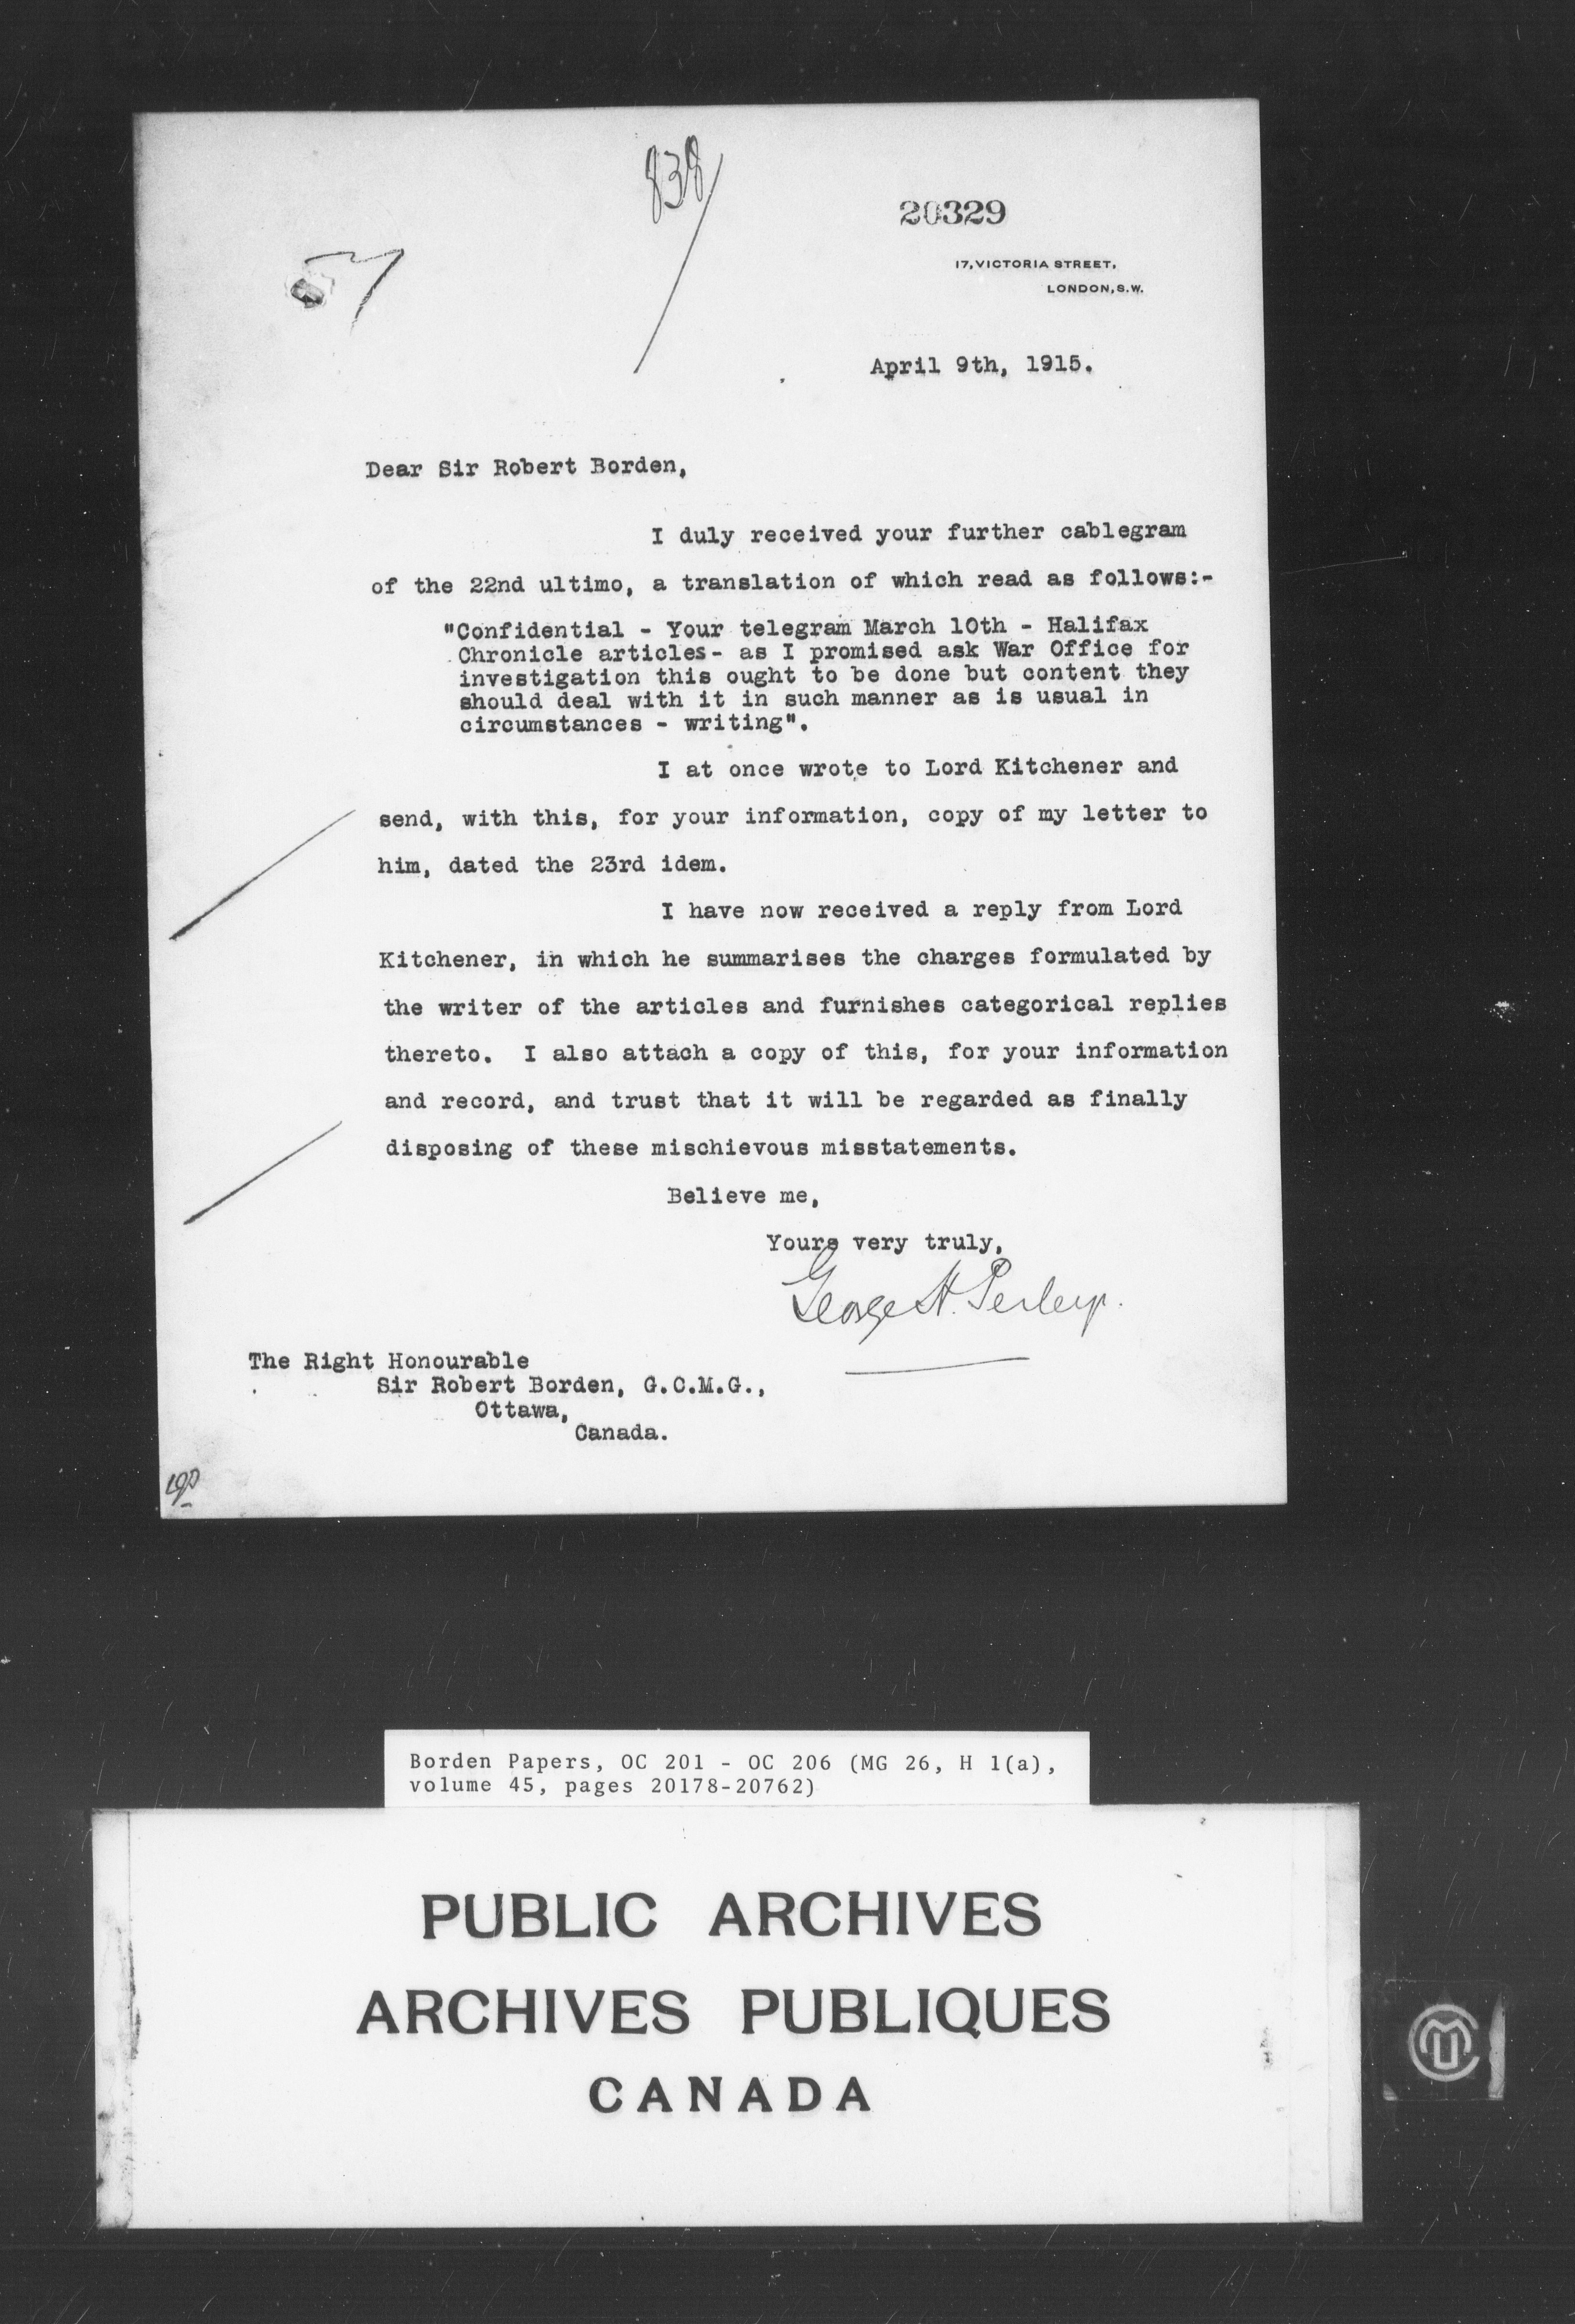 838
20329
17, VICTORIA STREET,
LONDON, S.W.
April 9th, 1915.
Dear Sir Robert Borden,
I duly received your further cablegram
of the 22nd ultimo, a translation of which read as follows:-
"Confidential - Your telegram March 10th - Halifax
Chronicle articles- as I promised ask War Office for
investigation this ought to be done but content they
should deal with it in such manner as is usual in
circumstances - writing".
I at once wrote to Lord Kitchener and
send, with this, for your information, copy of my letter to
him, dated the 23rd idem.
I have now received a reply from Lord
Kitchener, in which he summarises the charges formulated by
the writer of the articles and furnishes categorical replies
thereto. I also attach a copy of this, for your information
and record, and trust that it will be regarded as finally
disposing of these mischievous misstatements.
Believe me,
Yours very truly,
George H. Perley.
The Right Honourable
Sir Robert Borden, G.C.M.G.,
Ottawa,
Canada.
Borden Papers, OC 201 - OC 206 (MG 26, H 1(a),
volume 45, pages 20178-20762)
PUBLIC ARCHIVES
ARCHIVES PUBLIQUES
CANADA